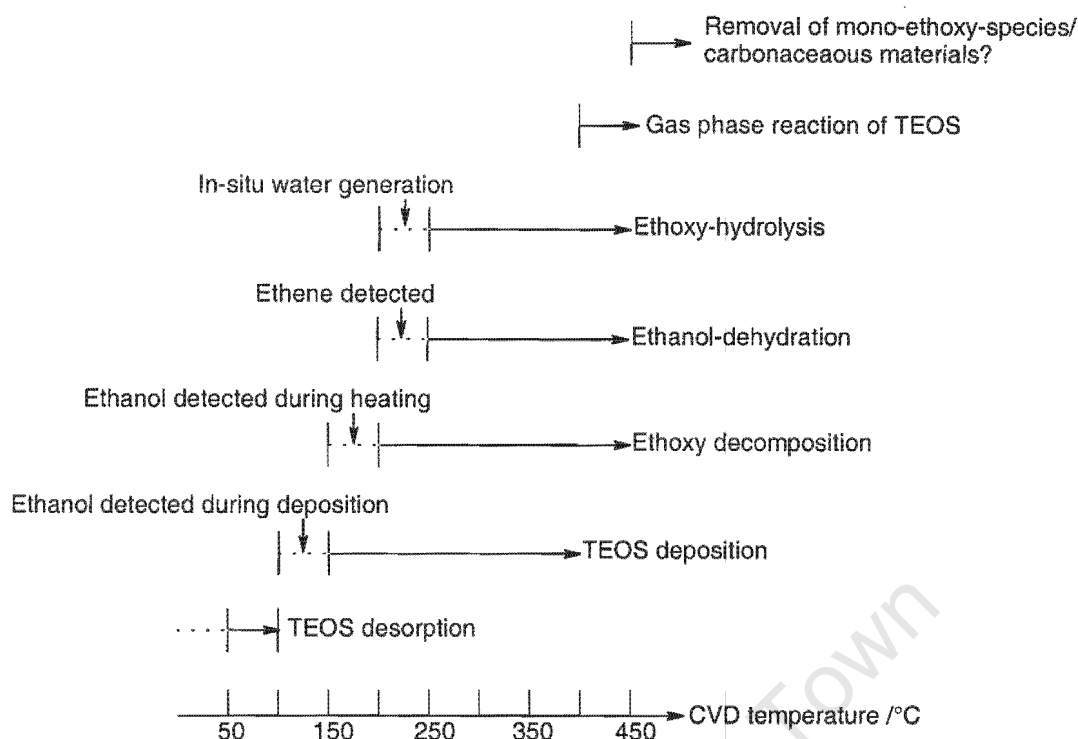 Removal of mono-ethoxy-species/
carbonaceaous materials?
Gas phase reaction of TEOS
In-situ water generation
Ethoxy-hydrolysis
Ethene detected
Ethanol-dehydration
Ethanol detected during heating
Ethoxy decomposition
Ethanol detected during deposition
TEOS deposition
TEOS desorption
50 150 250 350 450 CVD temperature /°C
Town